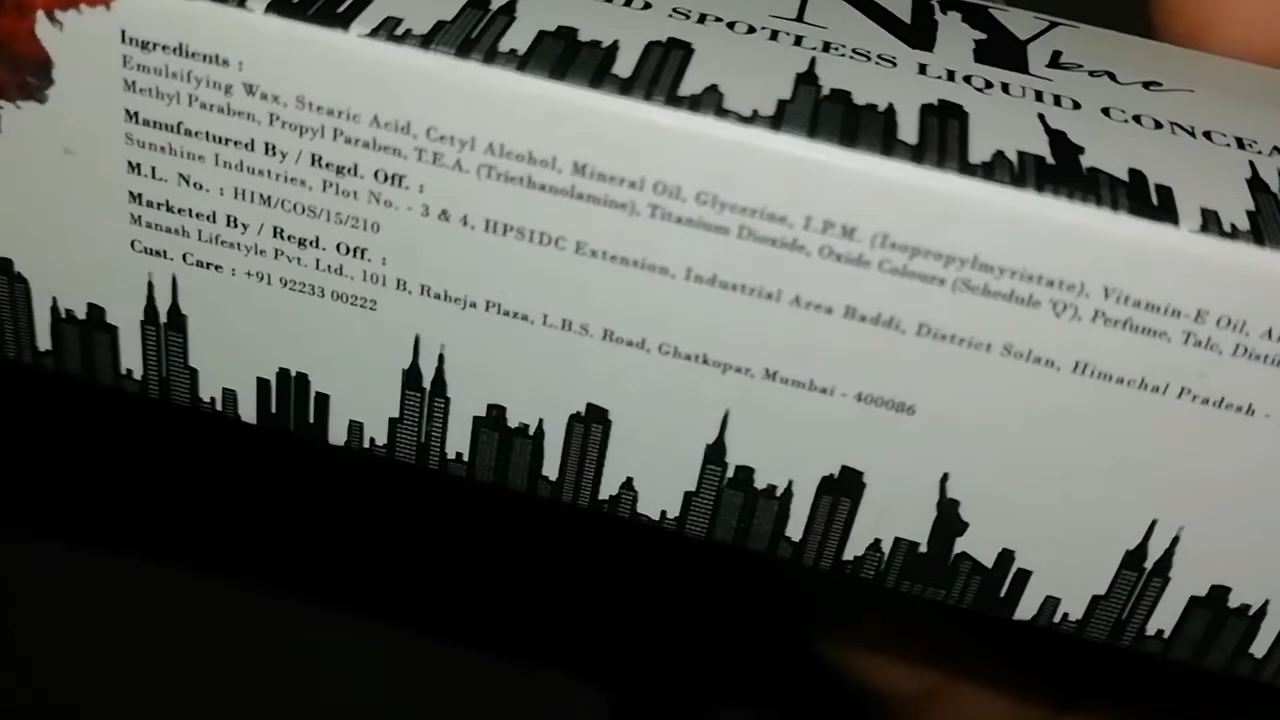 NY bae
SPOTLESS LIQUID
Ingredients :
Emulsifying Wax, Stearic Acid, Cetyl Alcohol, Mineral Oil, Glycerine, I.P.M. (Isopropylmyristate), Vitamin-E Oil,
Methyl Paraben, Propyl Paraben, T.E.A. (Triethanolamine), Titanium Dioxide, Oxide Colours (Schedule 'Q'), Perfume, Talc,
Manufactured By / Regd. Off. :
Sunshine Industries, Plot No. - 3 & 4, HPSIDC Extension, Industrial Area Baddi, District Solan, Himachal Pradesh -
M.L. No. : HIM/COS/15/210
Marketed By / Regd. Off. :
Manash Lifestyle Pvt. Ltd., 101 B, Raheja Plaza, L.B.S. Road, Ghatkopar, Mumbai - 400086
Cust. Care : +91 92233 00222